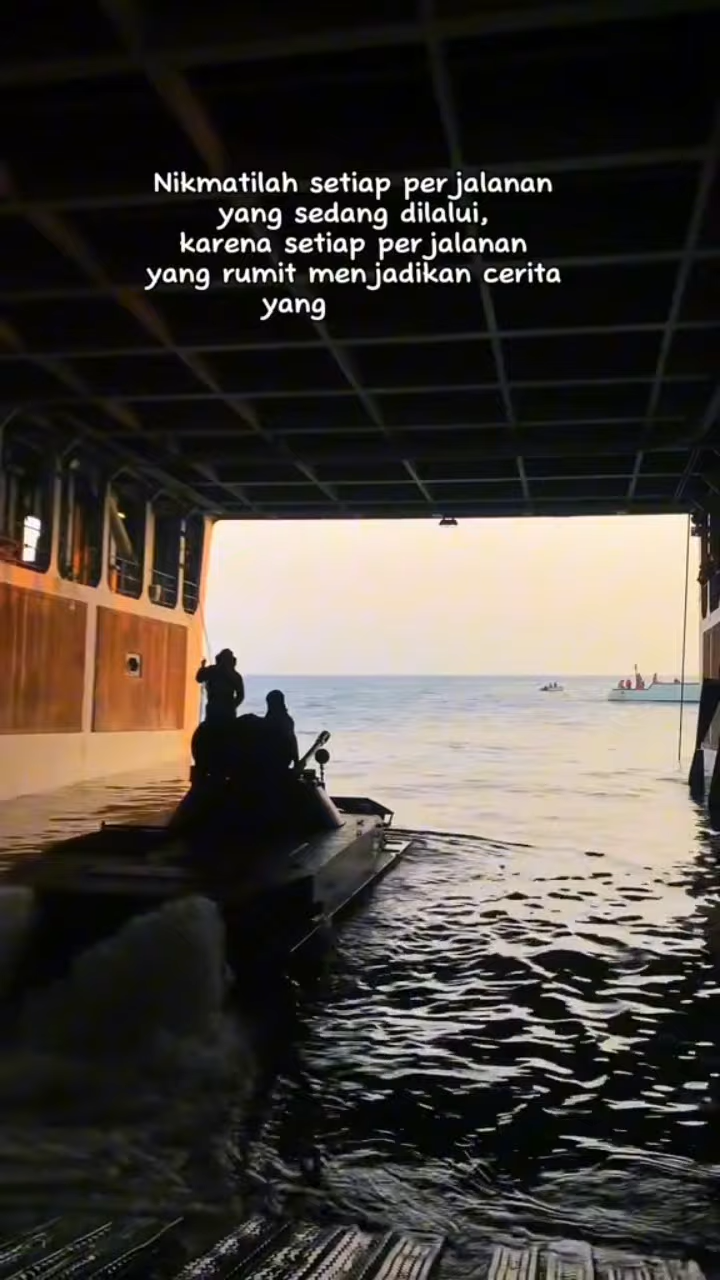 Nikmatilah setiap perjalanan
yang sedang dilalui,
karena setiap perjalanan
yang rumit menjadikan cerita
yang